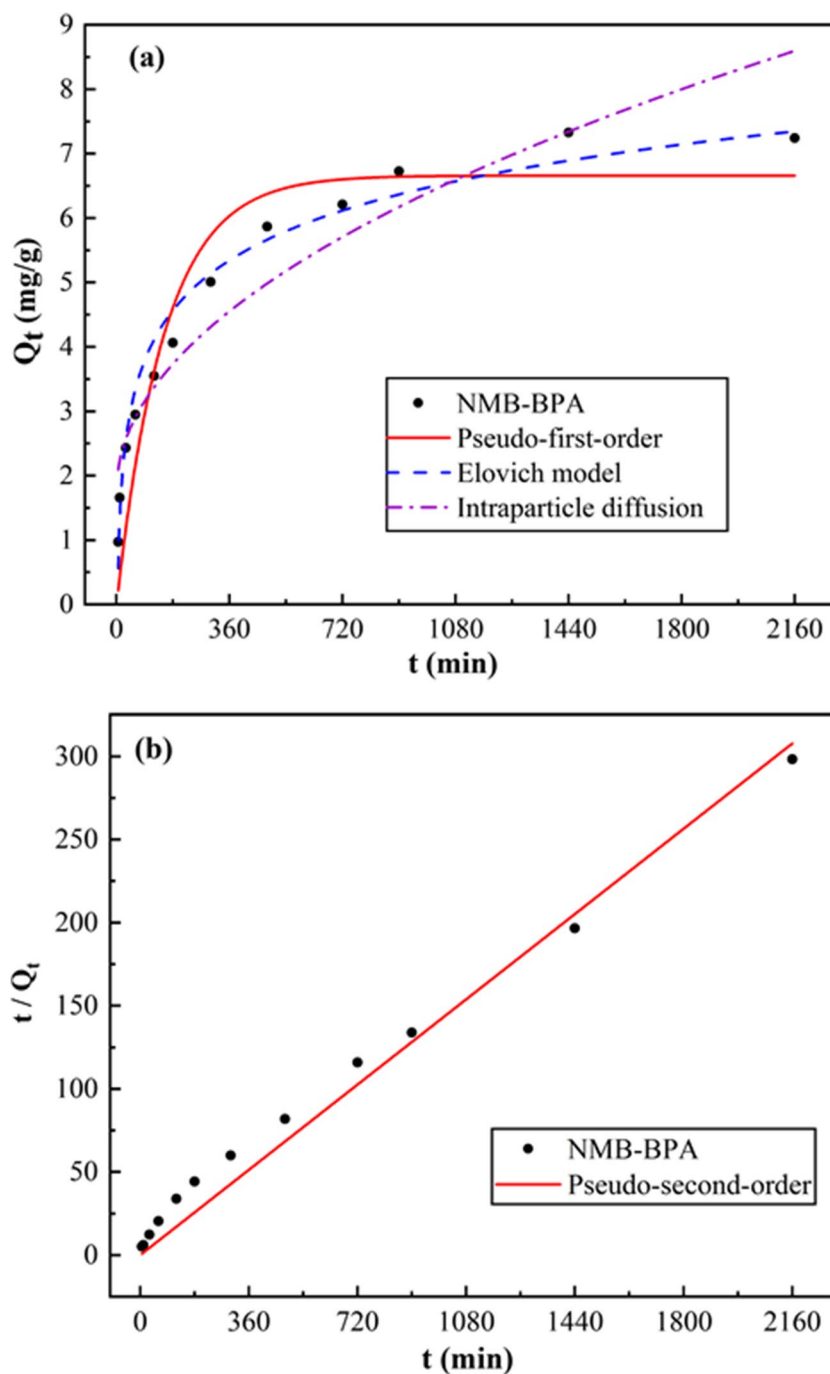 (a)
9
8
7
6
5
4
3
2
1
0
Qt (mg/g)
NMB-BPA
Pseudo-first-order
Elovich model
Intraparticle diffusion
0 360 720 1080 1440 1800 2160
t (min)
(b)
300
250
200
150
100
50
0
t / Qt
NMB-BPA
Pseudo-second-order
0 360 720 1080 1440 1800 2160
t (min)